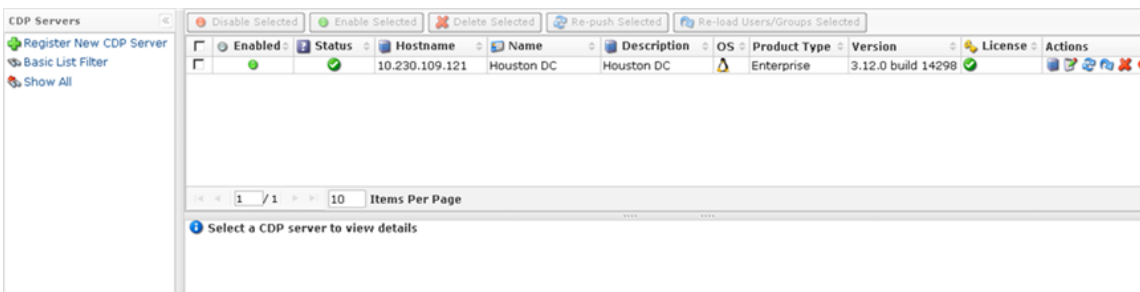 CDP Servers
Disable Selected Enable Selected Delete Selected Re-push Selected Re-load Users/Groups Selected
Register New CDP Server
Basic List Filter
Show All
Enabled Status Hostname Name Description OS Product Type Version License Actions
10.230.109.121 Houston DC Houston DC Enterprise 3.12.0 build 14298
1 / 1 10 Items Per Page
Select a CDP server to view details